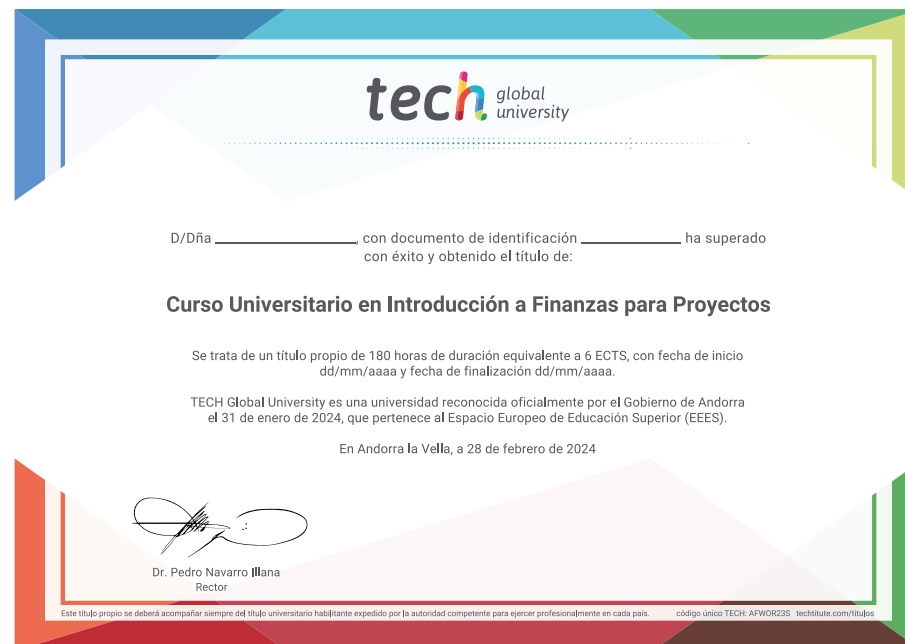 tech global
university
D/Dña ____________________, con documento de identificación ______________ ha superado
con éxito y obtenido el título de:
Curso Universitario en Introducción a Finanzas para Proyectos
Se trata de un título propio de 180 horas de duración equivalente a 6 ECTS, con fecha de inicio
dd/mm/aaaa y fecha de finalización dd/mm/aaaa.
TECH Global University es una universidad reconocida oficialmente por el Gobierno de Andorra
el 31 de enero de 2024, que pertenece al Espacio Europeo de Educación Superior (EEES).
En Andorra la Vella, a 28 de febrero de 2024
Dr. Pedro Navarro Illana
Rector
Este título propio se deberá acompañar siempre del título universitario habilitante expedido por la autoridad competente para ejercer profesionalmente en cada país. código único TECH: AFWOR23S techtitute.com/titulos